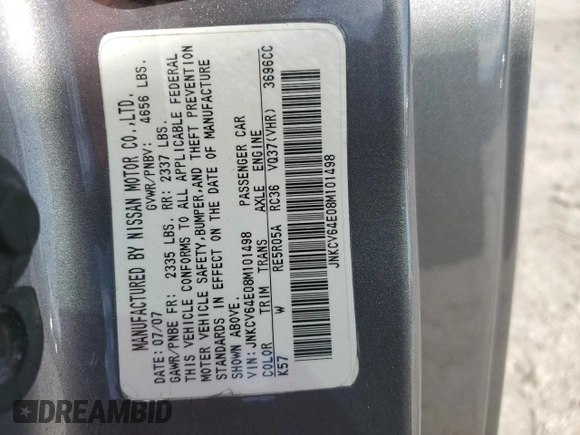 MANUFACTURED BY NISSAN MOTOR CO.,LTD.
DATE: 07/07 GVWR/PNBV: 4656 LBS.
GAWR/PNBE FR: 2335 LBS. RR: 2337 LBS.
THIS VEHICLE CONFORMS TO ALL APPLICABLE FEDERAL
MOTOR VEHICLE SAFETY,BUMPER,AND THEFT PREVENTION
STANDARDS IN EFFECT ON THE DATE OF MANUFACTURE
SHOWN ABOVE.
VIN: JNKCV64E08M101498 PASSENGER CAR
COLOR TRIM TRANS AXLE ENGINE
K57 W RE5R05A RC36 VQ37(VHR) 3696CC
JNKCV64E08M101498
DREAMBID